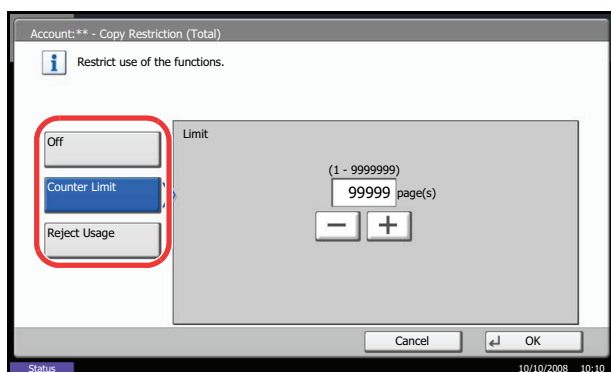 Account:** - Copy Restriction (Total)
i
Restrict use of the functions.
Off
Counter Limit
Reject Usage
Limit
(1 - 9999999)
99999 page(s)
− +
Cancel
OK
Status
10/10/2008 10:10